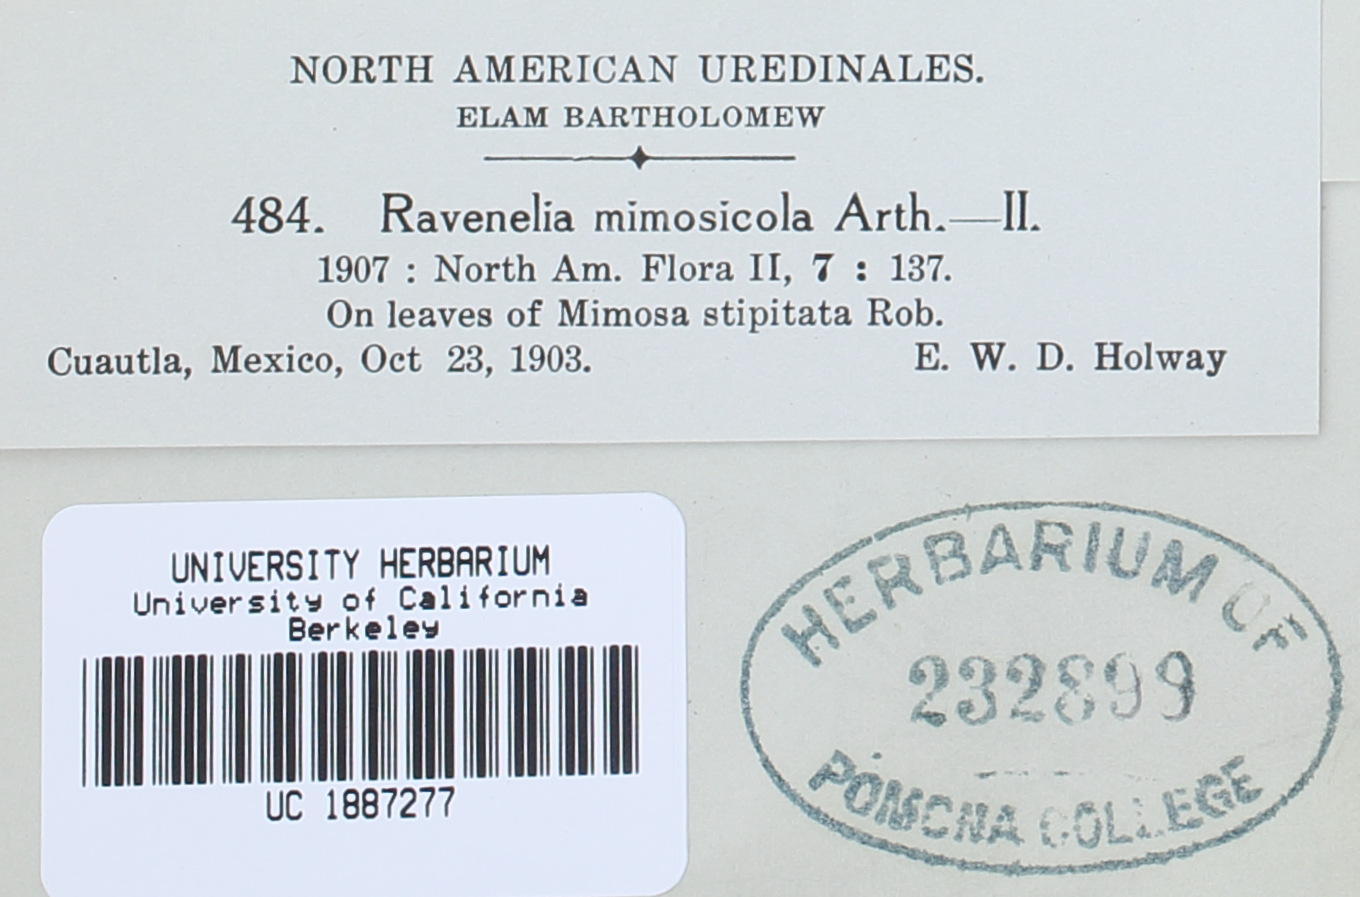 NORTH AMERICAN UREDINALES.
ELAM BARTHOLOMEW
484. Ravenelia mimosicola Arth.—II.
1907 : North Am. Flora II, 7 : 137.
On leaves of Mimosa stipitata Rob.
Cuautla, Mexico, Oct 23, 1903. E. W. D. Holway
UNIVERSITY HERBARIUM
University of California
Berkeley
UC 1887277
HERBARIUM OF
232899
POMONA COLLEGE